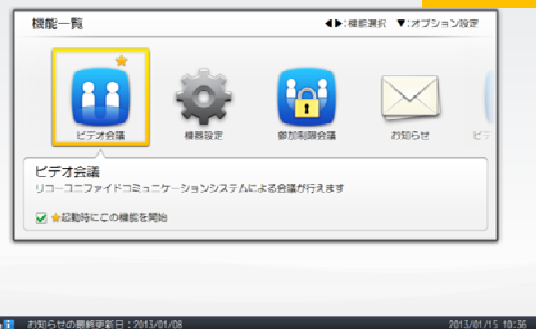 機能一覧
◀▶:機能選択 ▼:オプション設定
ビデオ会議 機器設定 参加制限会議 お知らせ ビデ
ビデオ会議
リコーユニファイドコミュニケーションシステムによる会議が行えます
★起動時にこの機能を開始
お知らせの最終更新日:2013/01/08 2013/01/15 10:56